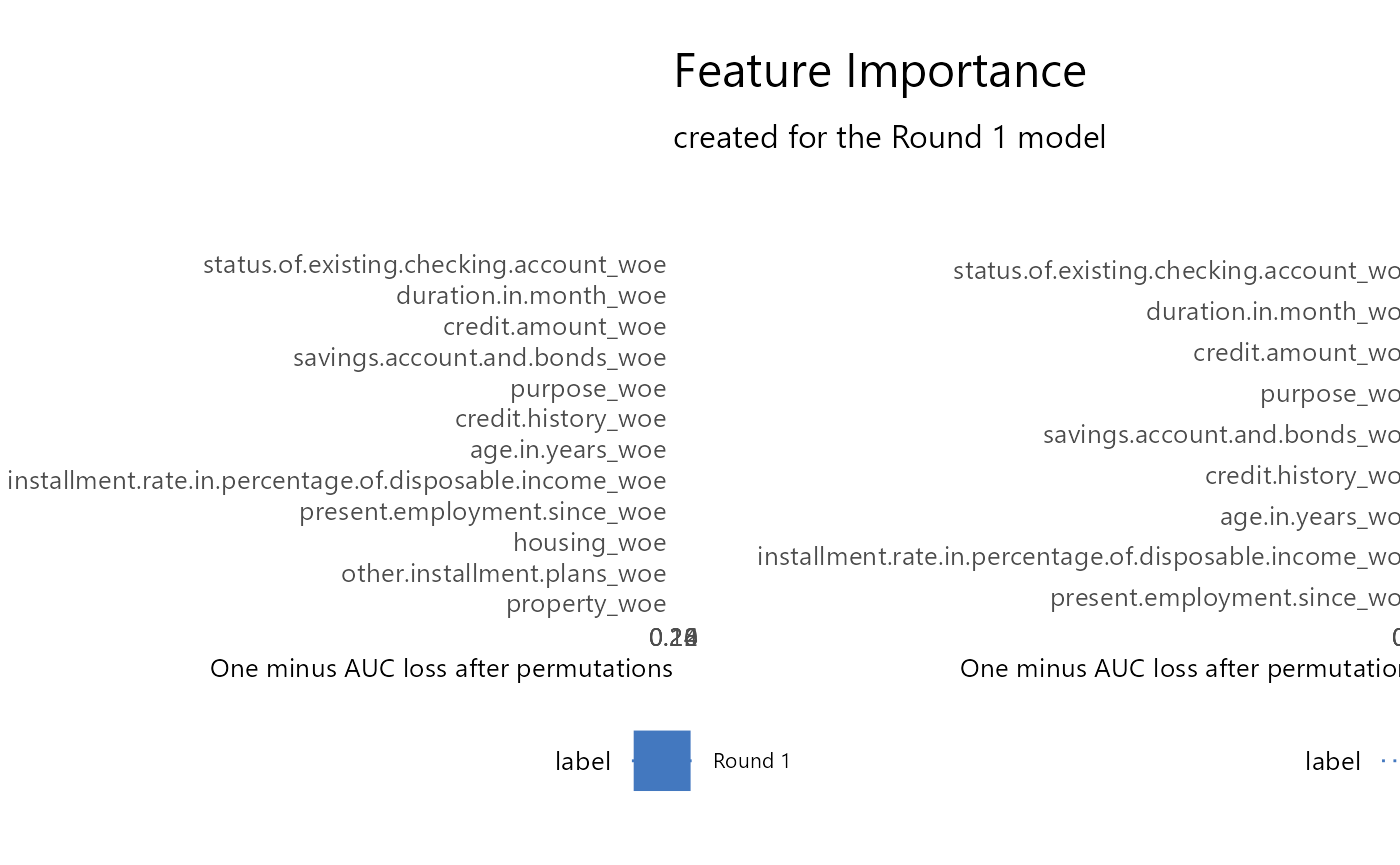 Feature Importance
created for the Round 1 model
status.of.existing.checking.account_woe
duration.in.month_woe
credit.amount_woe
savings.account.and.bonds_woe
purpose_woe
credit.history_woe
age.in.years_woe
installment.rate.in.percentage.of.disposable.income_woe
present.employment.since_woe
housing_woe
other.installment.plans_woe
property_woe
One minus AUC loss after permutations
label
Round 1
status.of.existing.checking.account_wo
duration.in.month_wo
credit.amount_wo
purpose_wo
savings.account.and.bonds_wo
credit.history_wo
age.in.years_wo
installment.rate.in.percentage.of.disposable.income_wo
present.employment.since_wo
One minus AUC loss after permutation
label